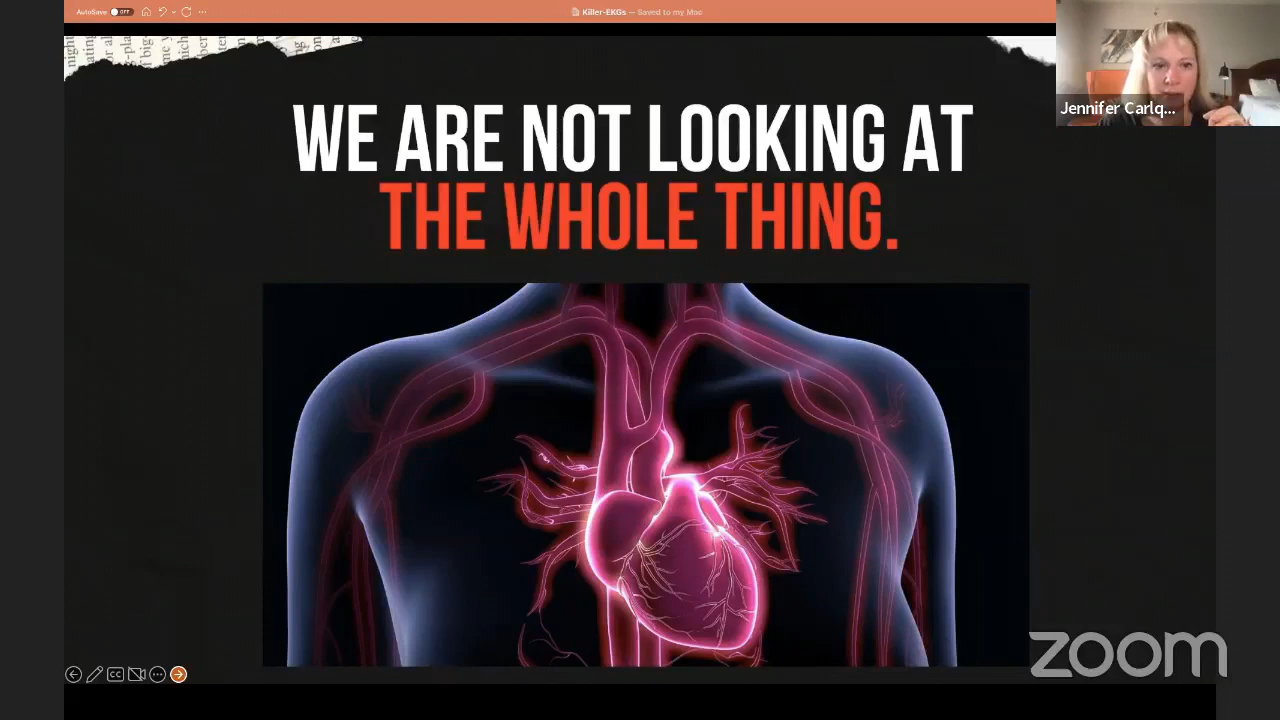 AutoSave OFF
Killer-EKGs — Saved to my Mac
Jennifer Carlq...
WE ARE NOT LOOKING AT
THE WHOLE THING.
CC
zoom